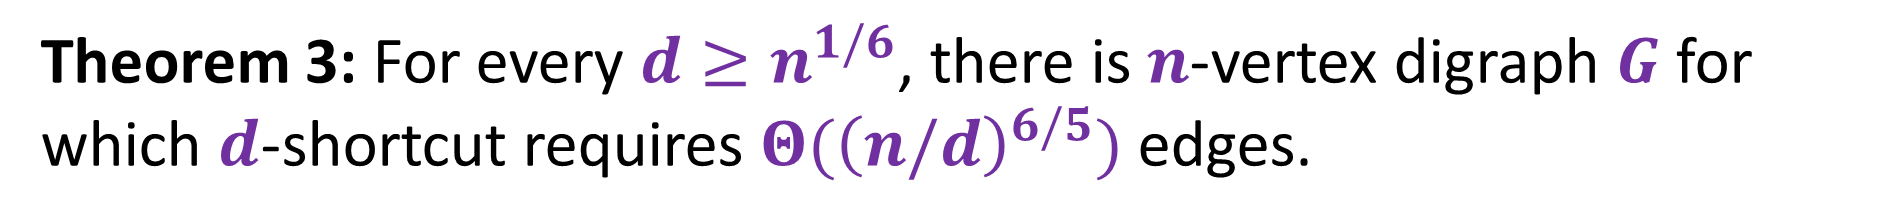 Theorem 3: For every d ≥ n^{1/6}, there is n-vertex digraph G for
which d-shortcut requires Θ((n/d)^{6/5}) edges.